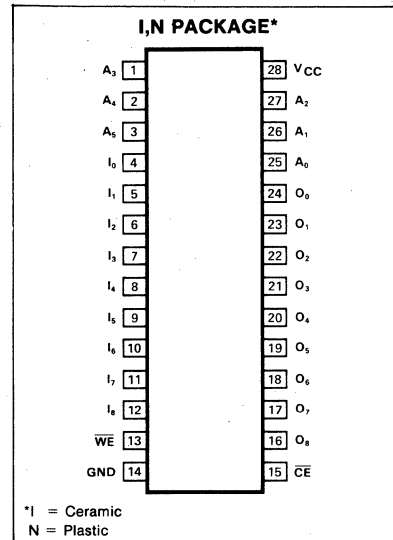 I,N PACKAGE*
A₃ 1 28 VCC
A₄ 2 27 A₂
A₅ 3 26 A₁
I₀ 4 25 A₀
I₁ 5 24 O₀
I₂ 6 23 O₁
I₃ 7 22 O₂
I₄ 8 21 O₃
I₅ 9 20 O₄
I₆ 10 19 O₅
I₇ 11 18 O₆
I₈ 12 17 O₇
W̅E̅ 13 16 O₈
GND 14 15 C̅E̅
*I = Ceramic
N = Plastic